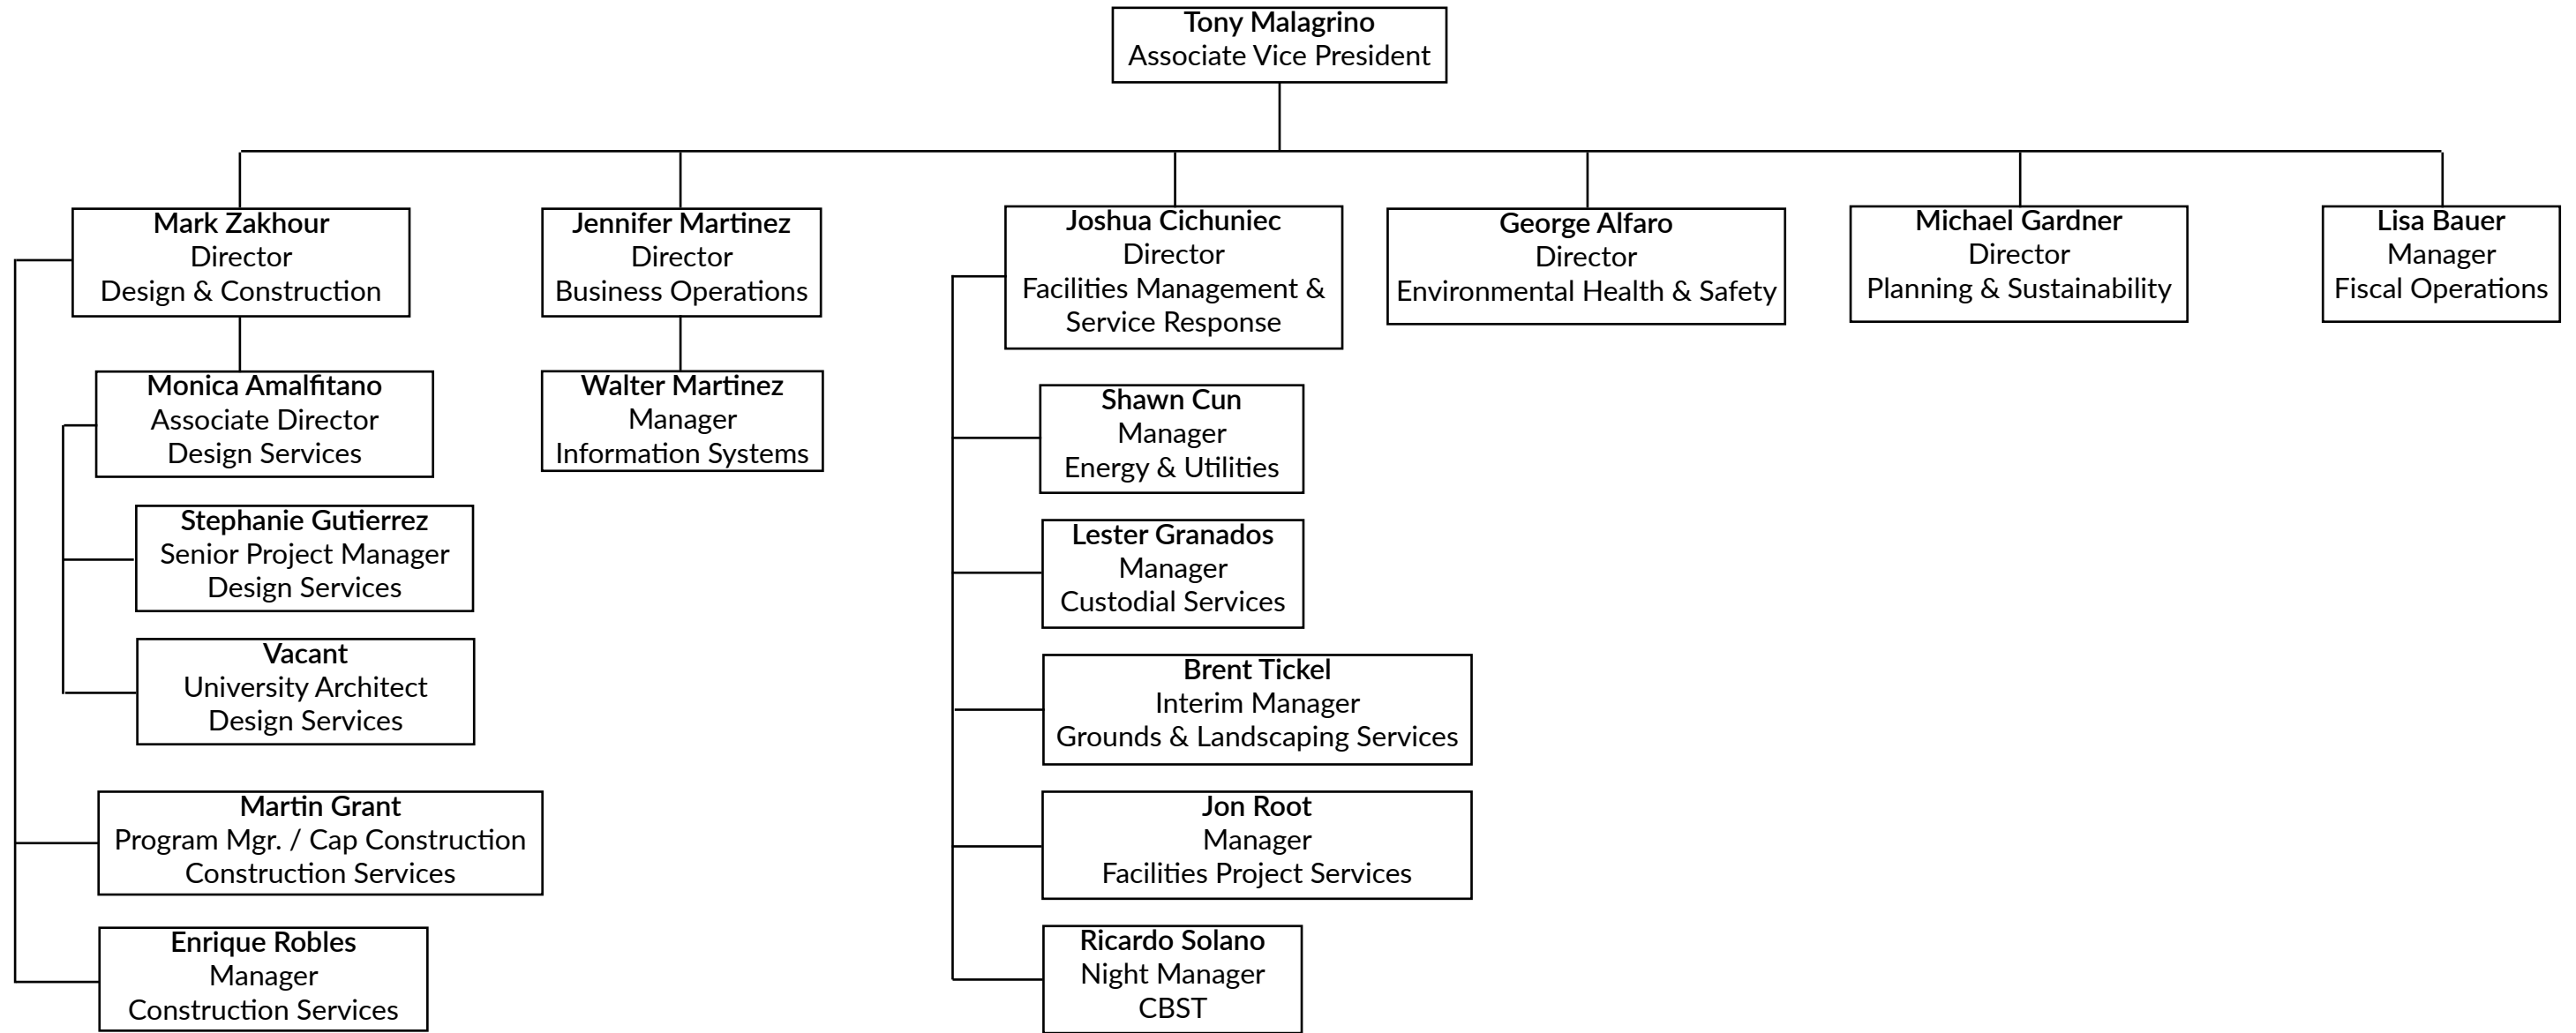 Tony Malagrino
Associate Vice President
Mark Zakhour
Director
Design & Construction
Jennifer Martinez
Director
Business Operations
Joshua Cichuniec
Director
Facilities Management &
Service Response
George Alfaro
Director
Environmental Health & Safety
Michael Gardner
Director
Planning & Sustainability
Lisa Bauer
Manager
Fiscal Operations
Monica Amalfitano
Associate Director
Design Services
Stephanie Gutierrez
Senior Project Manager
Design Services
Vacant
University Architect
Design Services
Martin Grant
Program Mgr. / Cap Construction
Construction Services
Enrique Robles
Manager
Construction Services
Walter Martinez
Manager
Information Systems
Shawn Cun
Manager
Energy & Utilities
Lester Granados
Manager
Custodial Services
Brent Tickel
Interim Manager
Grounds & Landscaping Services
Jon Root
Manager
Facilities Project Services
Ricardo Solano
Night Manager
CBST